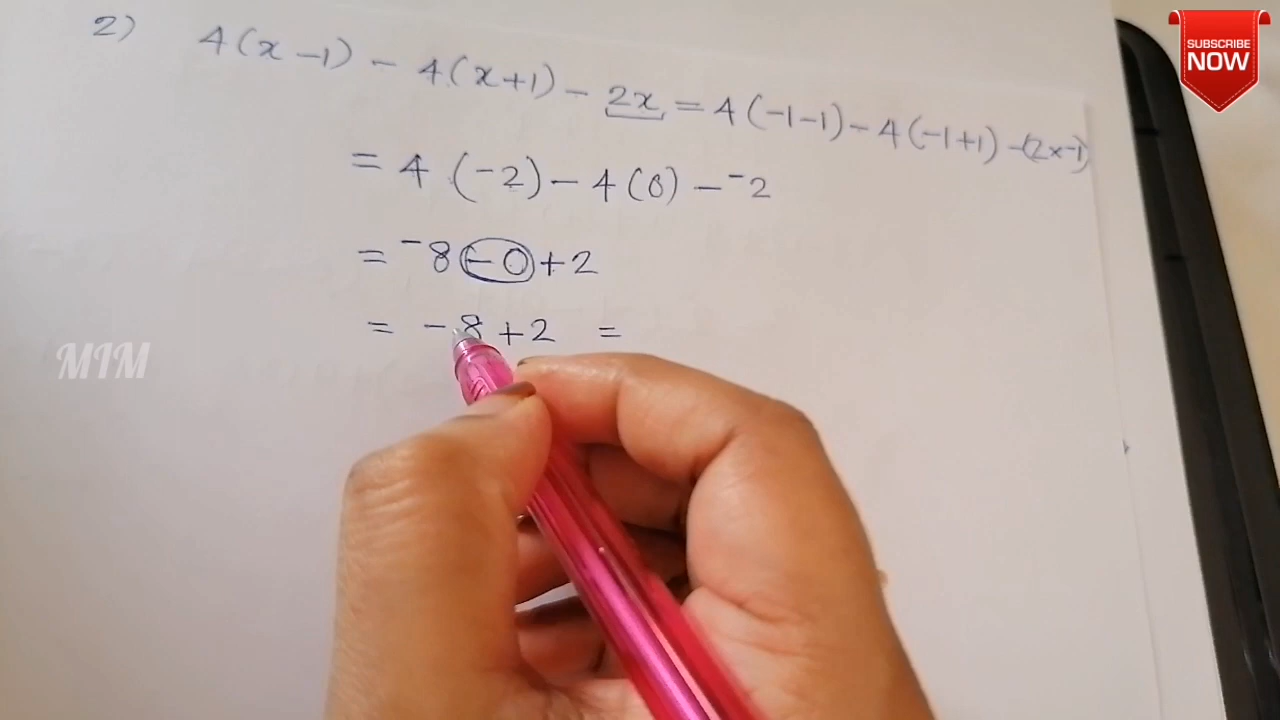 2) 4(x-1) - 4(x+1) - 2x = 4(-1-1) - 4(-1+1) -(2x-1)
= 4 (-2) - 4(0) - -2
= -8 - 0 + 2
= -8 + 2 =
MIM
SUBSCRIBE
NOW